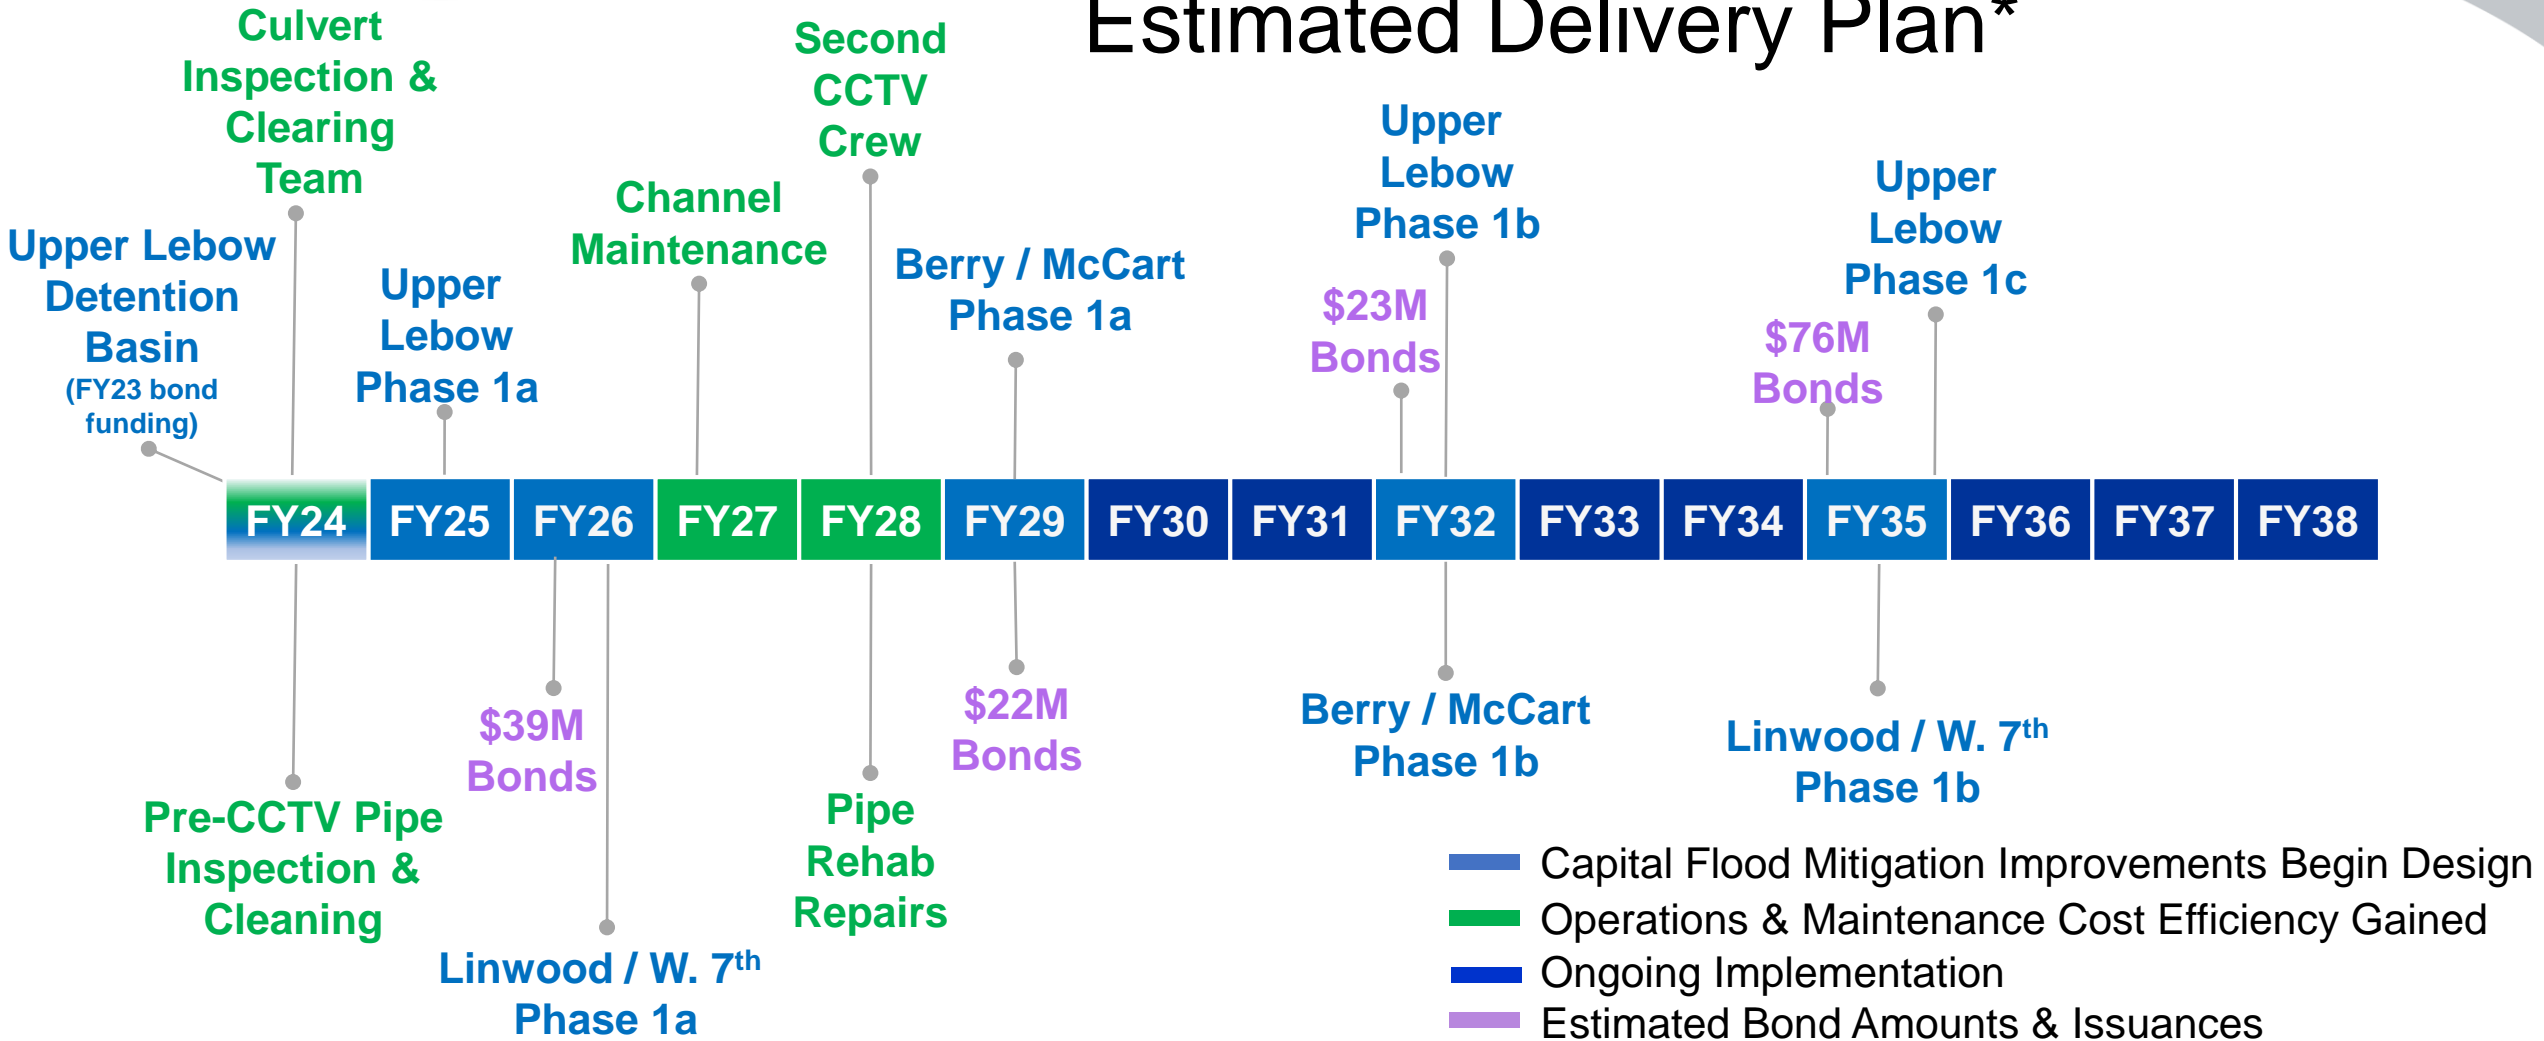 Estimated Delivery Plan*
Culvert
Inspection &
Clearing
Team
Second
CCTV
Crew
Upper
Lebow
Phase 1b
Upper
Lebow
Phase 1c
Channel
Maintenance
Upper Lebow
Detention
Basin
(FY23 bond
funding)
Upper
Lebow
Phase 1a
Berry / McCart
Phase 1a
$23M
Bonds
$76M
Bonds
FY24
FY25
FY26
FY27
FY28
FY29
FY30
FY31
FY32
FY33
FY34
FY35
FY36
FY37
FY38
$39M
Bonds
$22M
Bonds
Berry / McCart
Phase 1b
Linwood / W. 7th
Phase 1b
Pre-CCTV Pipe
Inspection &
Cleaning
Pipe
Rehab
Repairs
Linwood / W. 7th
Phase 1a
Capital Flood Mitigation Improvements Begin Design
Operations & Maintenance Cost Efficiency Gained
Ongoing Implementation
Estimated Bond Amounts & Issuances